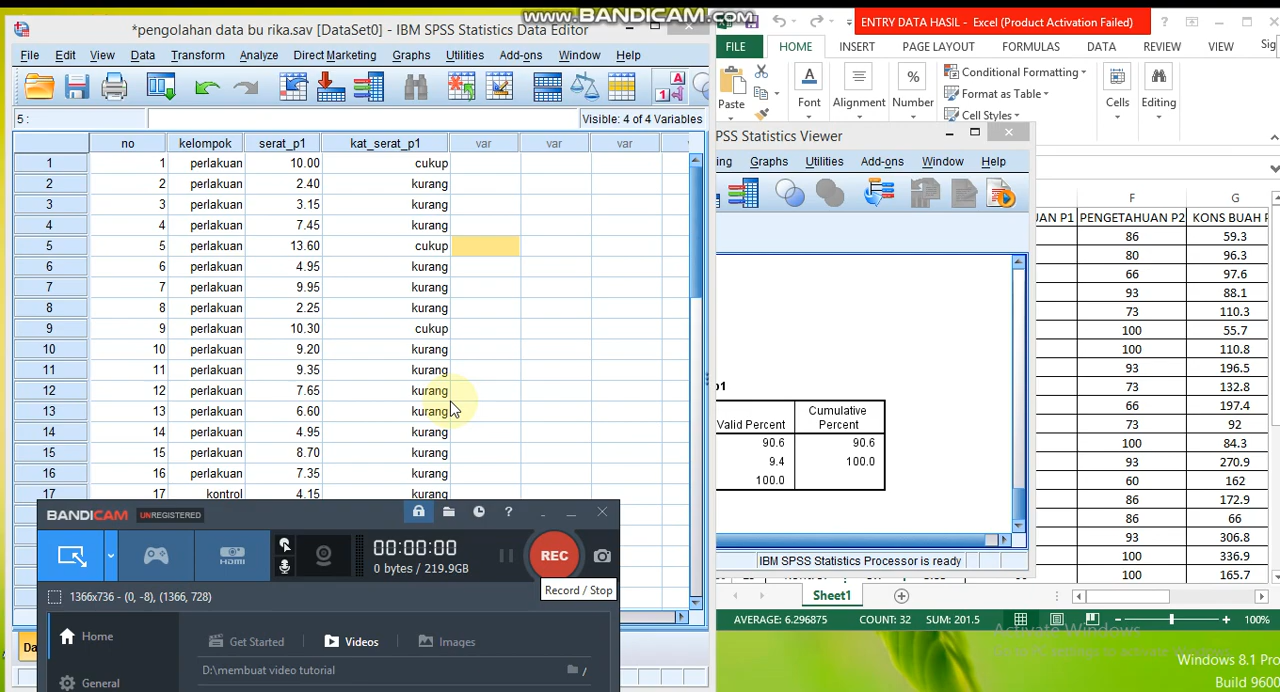 www.BANDICAM.com
*pengolahan data bu rike.sav [DataSet0] - IBM SPSS Statistics Data Editor
File Edit View Data Transform Analyze Direct Marketing Graphs Utilities Add-ons Window Help
5 :
Visible: 4 of 4 Variables
no kelompok serat_p1 kat_serat_p1 var var var
1 1 perlakuan 10.00 cukup
2 2 perlakuan 2.40 kurang
3 3 perlakuan 3.15 kurang
4 4 perlakuan 7.45 kurang
5 5 perlakuan 13.60 cukup
6 6 perlakuan 4.95 kurang
7 7 perlakuan 9.95 kurang
8 8 perlakuan 2.25 kurang
9 9 perlakuan 10.30 cukup
10 10 perlakuan 9.20 kurang
11 11 perlakuan 9.35 kurang
12 12 perlakuan 7.65 kurang
13 13 perlakuan 6.60 kurang
14 14 perlakuan 4.95 kurang
15 15 perlakuan 8.70 kurang
16 16 perlakuan 7.35 kurang
17 17 kontrol 4.15 kurang
BANDICAM UNREGISTERED
HDMI
00:00:00
0 bytes / 219.9GB
REC
Record / Stop
1366x736 - (0, -8), (1366, 728)
Home
Get Started Videos Images
D:\membuat video tutorial
General
ENTRY DATA HASIL - Excel (Product Activation Failed)
FILE HOME INSERT PAGE LAYOUT FORMULAS DATA REVIEW VIEW Sig
Paste Font Alignment Number
Conditional Formatting
Format as Table
Cell Styles
Cells Editing
SPSS Statistics Viewer
ng Graphs Utilities Add-ons Window Help
p1
Valid Percent Cumulative Percent
90.6 90.6
9.4 100.0
100.0
IBM SPSS Statistics Processor is ready
F G
UAN P1 PENGETAHUAN P2 KONS BUAH P
86 59.3
80 96.3
66 97.6
93 88.1
73 110.3
100 55.7
100 110.8
93 196.5
73 132.8
66 197.4
73 92
100 84.3
93 270.9
60 162
86 172.9
86 66
93 306.8
100 336.9
100 165.7
Sheet1
AVERAGE: 6.296875 COUNT: 32 SUM: 201.5 100%
Activate Windows
Windows 8.1 Pro
Build 9600